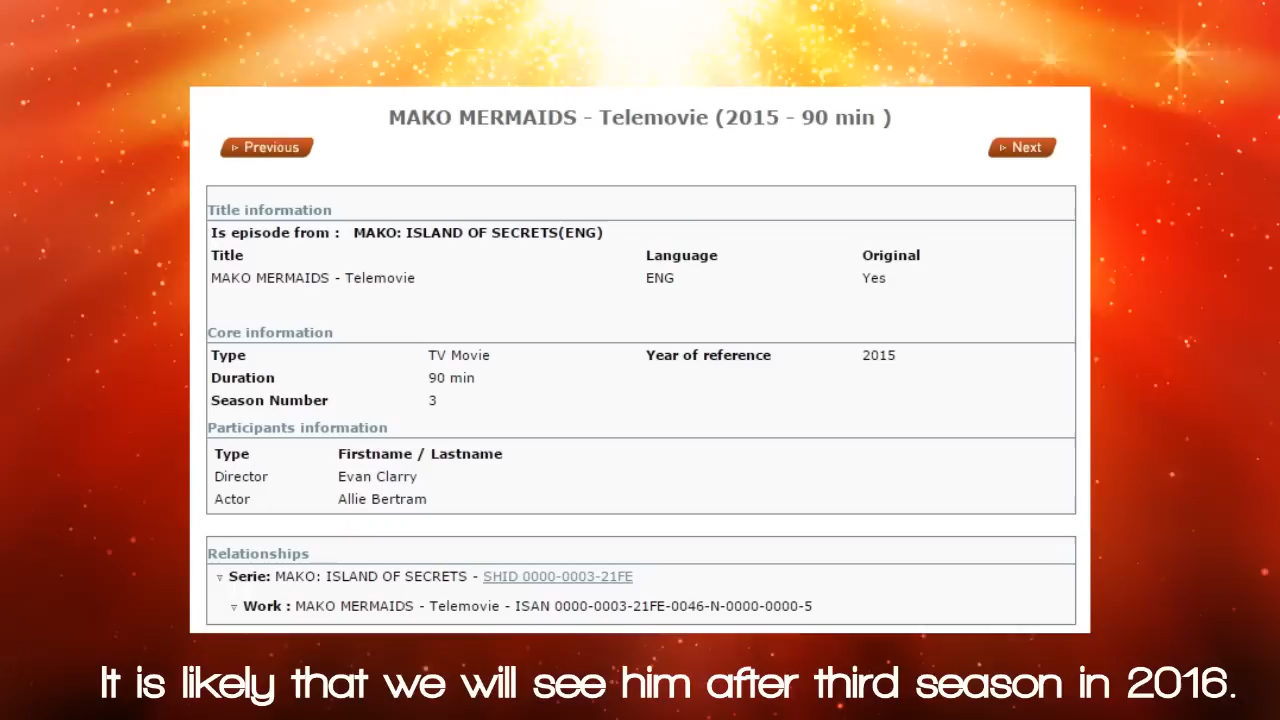 MAKO MERMAIDS - Telemovie (2015 - 90 min )
Previous Next
Title information
Is episode from : MAKO: ISLAND OF SECRETS(ENG)
Title Language Original
MAKO MERMAIDS - Telemovie ENG Yes
Core information
Type TV Movie Year of reference 2015
Duration 90 min
Season Number 3
Participants information
Type Firstname / Lastname
Director Evan Clarry
Actor Allie Bertram
Relationships
Serie: MAKO: ISLAND OF SECRETS - SHID 0000-0003-21FE
Work : MAKO MERMAIDS - Telemovie - ISAN 0000-0003-21FE-0046-N-0000-0000-5
It is likely that we will see him after third season in 2016.